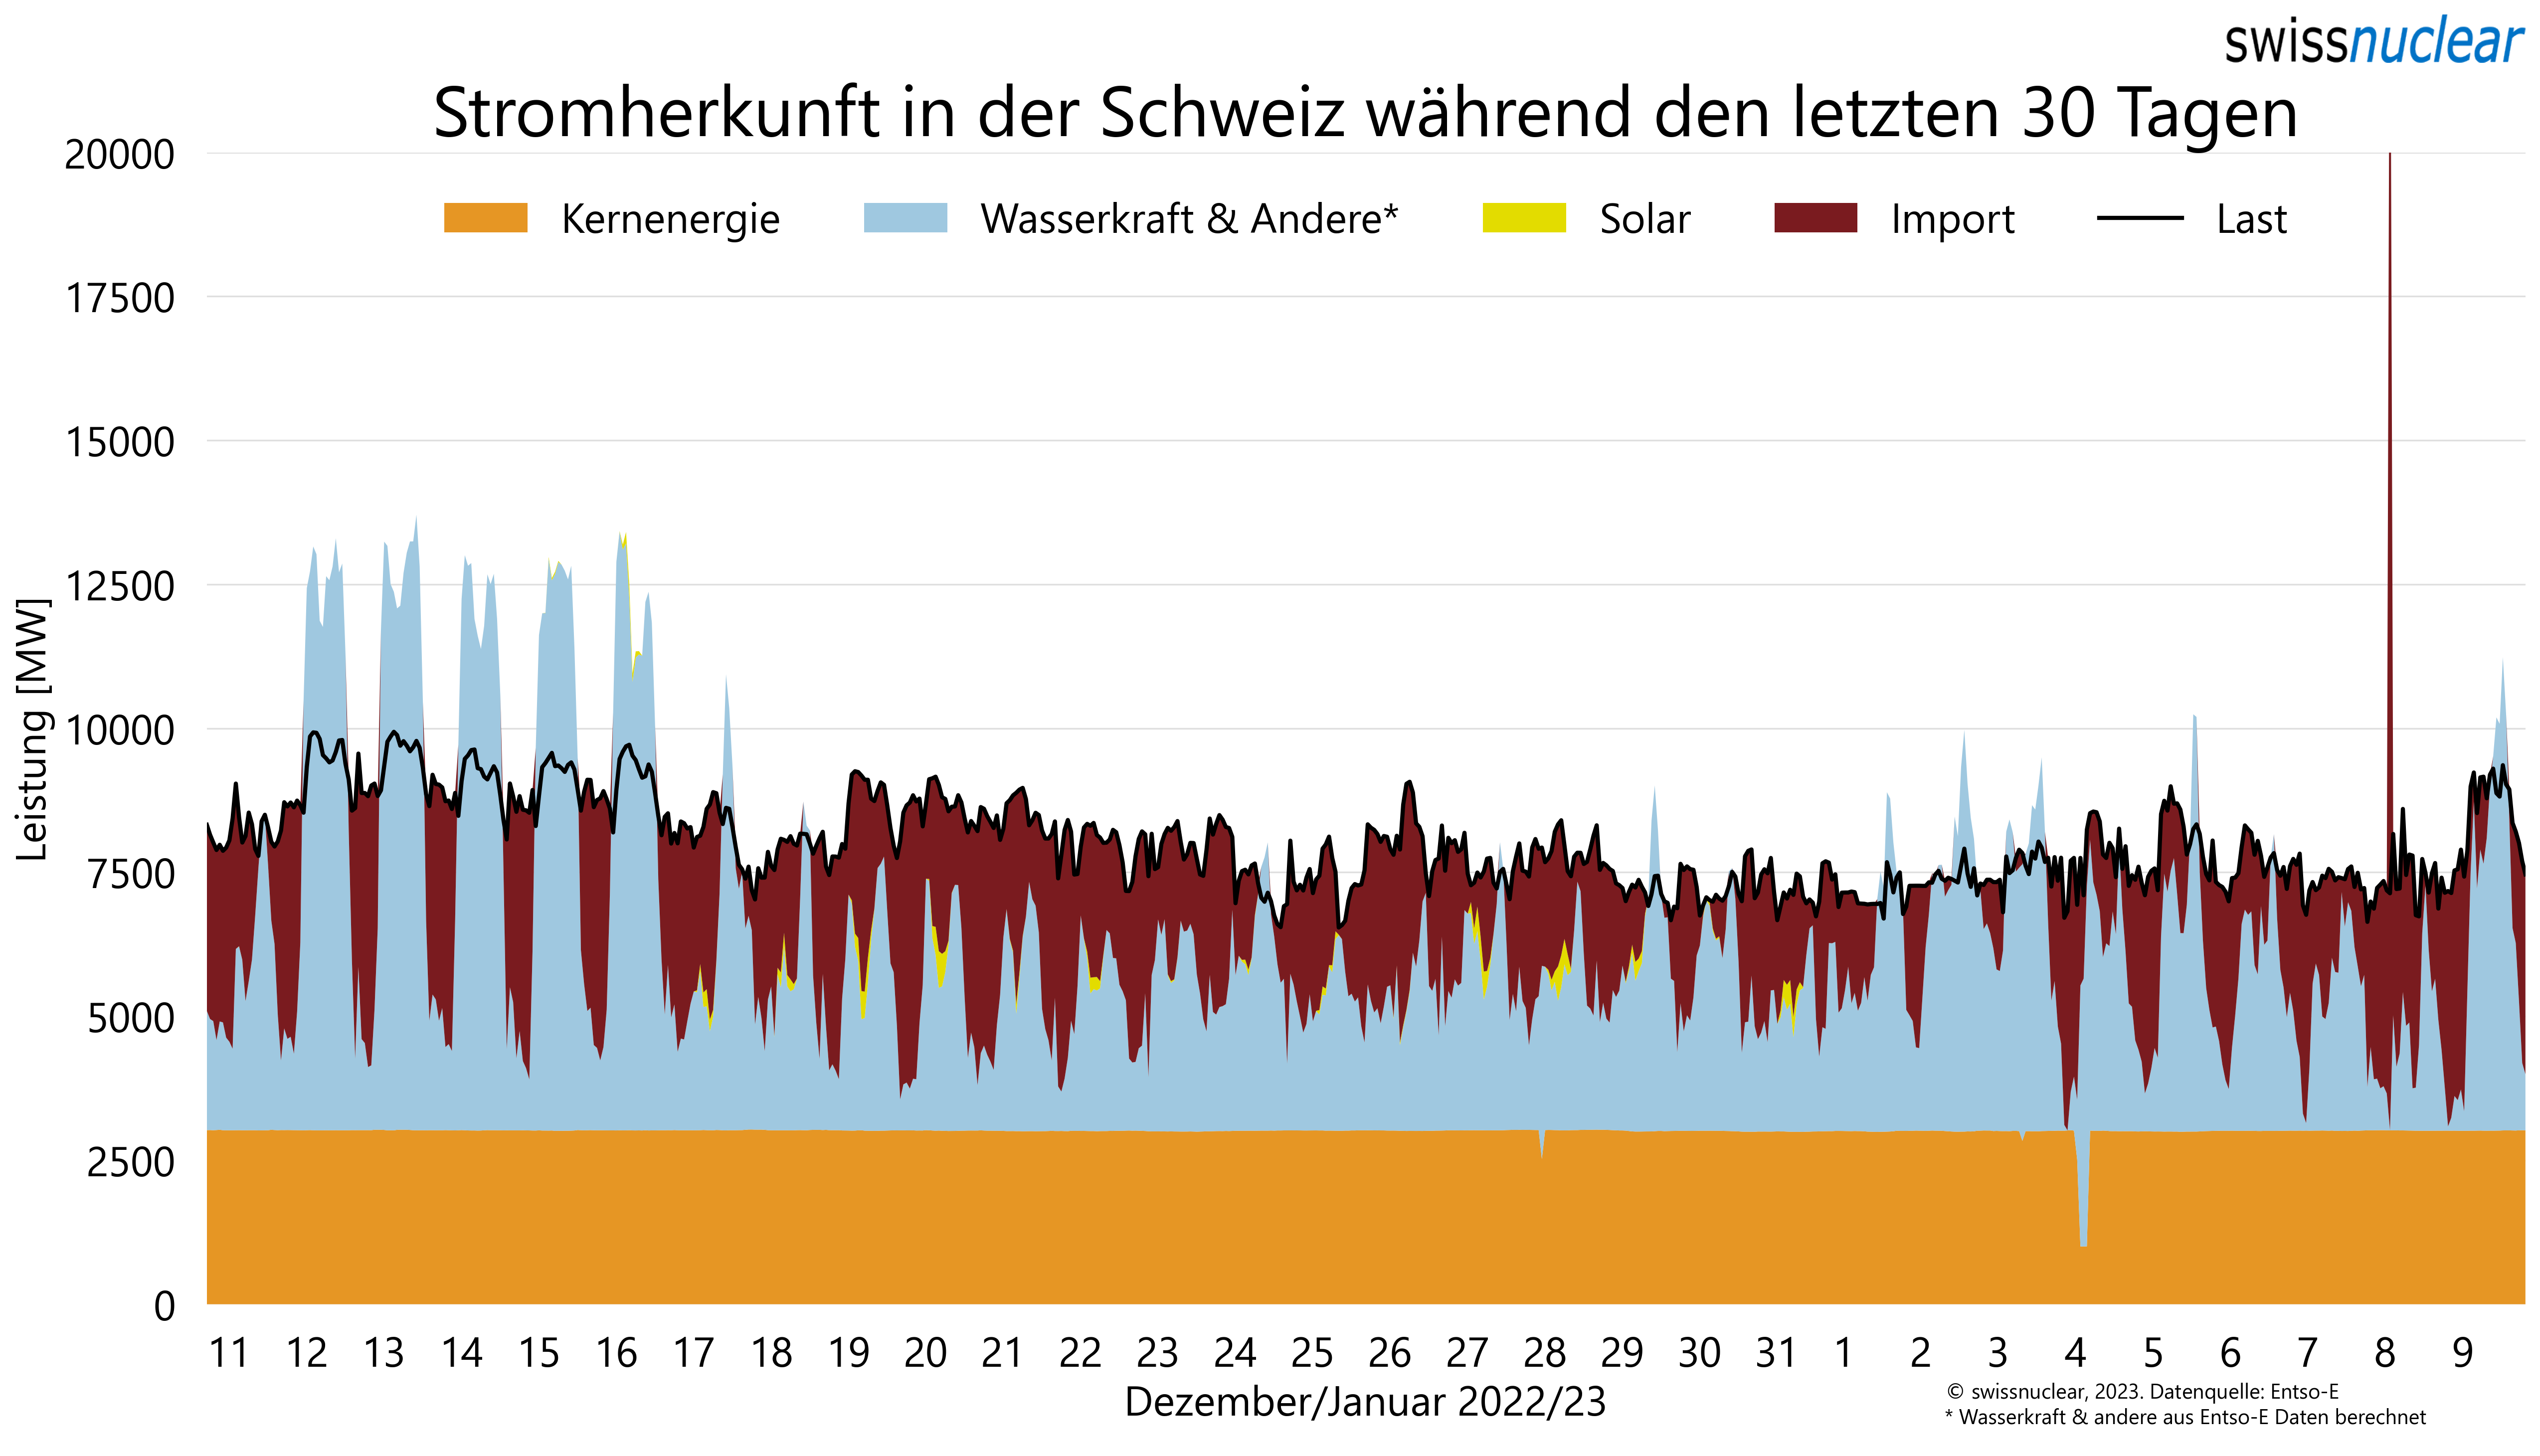 swissnuclear
Stromherkunft in der Schweiz während den letzten 30 Tagen
Kernenergie Wasserkraft & Andere* Solar Import Last
Leistung [MW]
20000
17500
15000
12500
10000
7500
5000
2500
0
11 12 13 14 15 16 17 18 19 20 21 22 23 24 25 26 27 28 29 30 31 1 2 3 4 5 6 7 8 9
Dezember/Januar 2022/23
© swissnuclear, 2023. Datenquelle: Entso-E
* Wasserkraft & andere aus Entso-E Daten berechnet